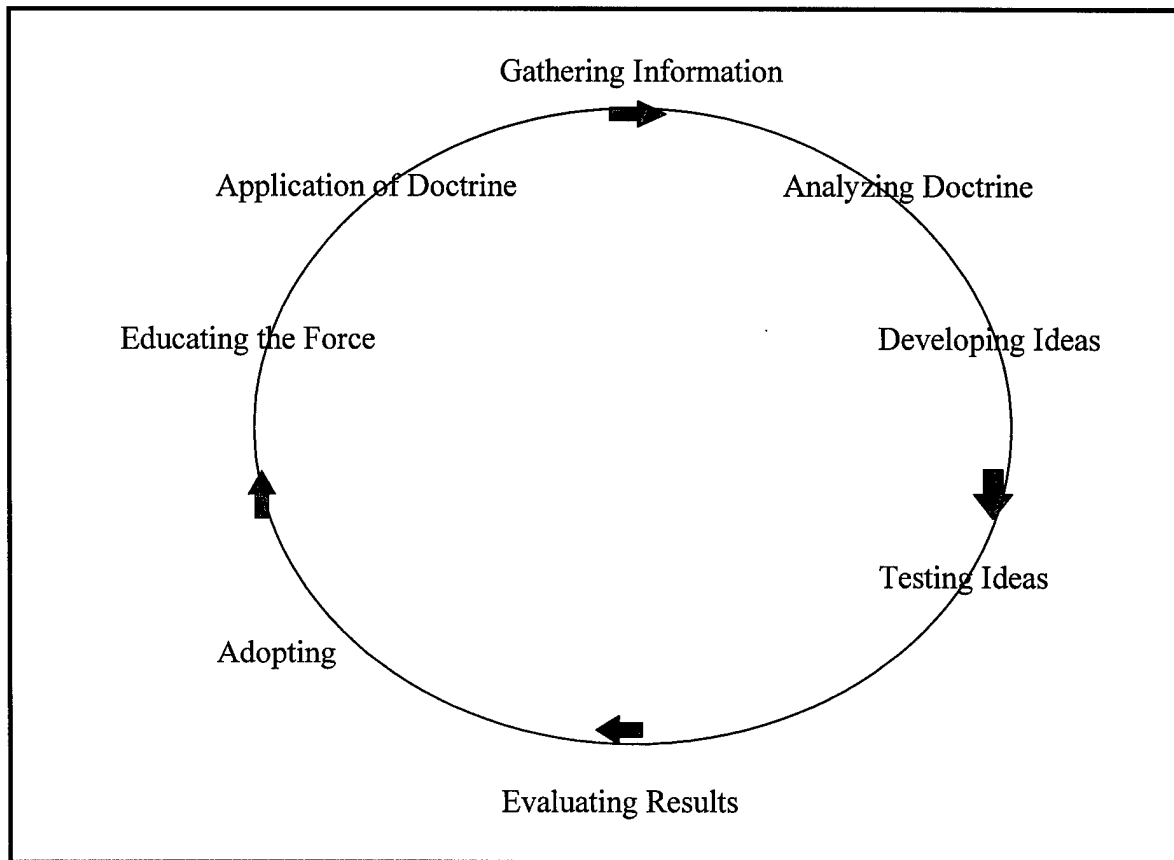 Gathering Information
Application of Doctrine
Analyzing Doctrine
Educating the Force
Developing Ideas
Testing Ideas
Adopting
Evaluating Results